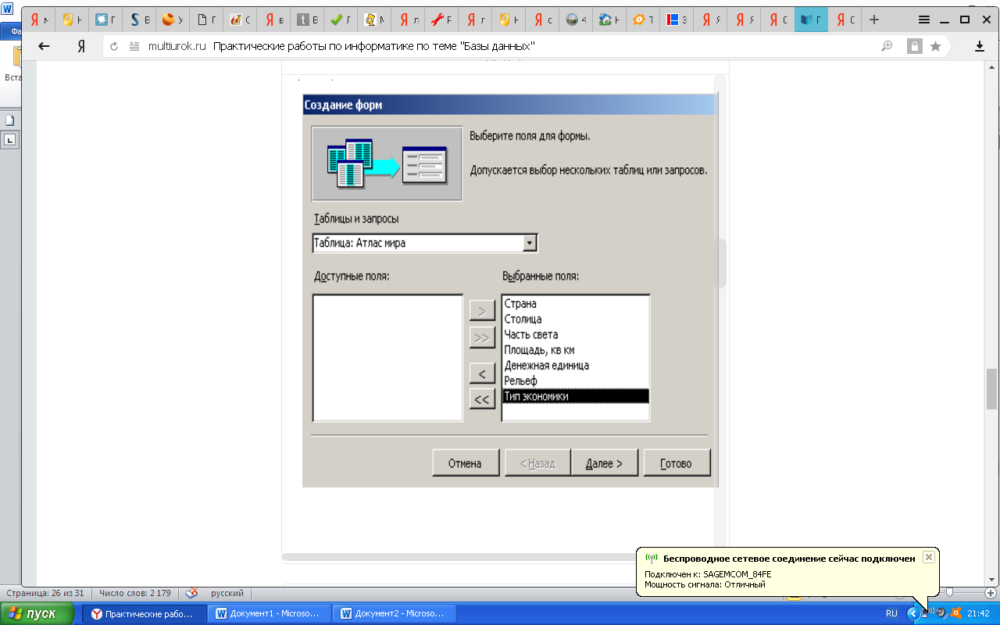 Я м Н Г S В У Г С Я в t В Г М Я л F Я л Н Я с 4 Н Т З Я Я Я Я Я С Г Я С
multiurok.ru Практические работы по информатике по теме "Базы данных"
Фа
Вста
Создание форм
Выберите поля для формы.
Допускается выбор нескольких таблиц или запросов.
Таблицы и запросы
Таблица: Атлас мира
Доступные поля:
Выбранные поля:
Страна
Столица
Часть света
Площадь, кв км
Денежная единица
Рельеф
Тип экономики
>
>>
<
<<
Отмена
< Назад
Далее >
Готово
Беспроводное сетевое соединение сейчас подключен
Подключен к: SAGEMCOM_84FE
Мощность сигнала: Отличный
Страница: 26 из 31
Число слов: 2 179
русский
пуск
Практические рабо...
Документ1 - Microso...
Документ2 - Microso...
RU
21:42